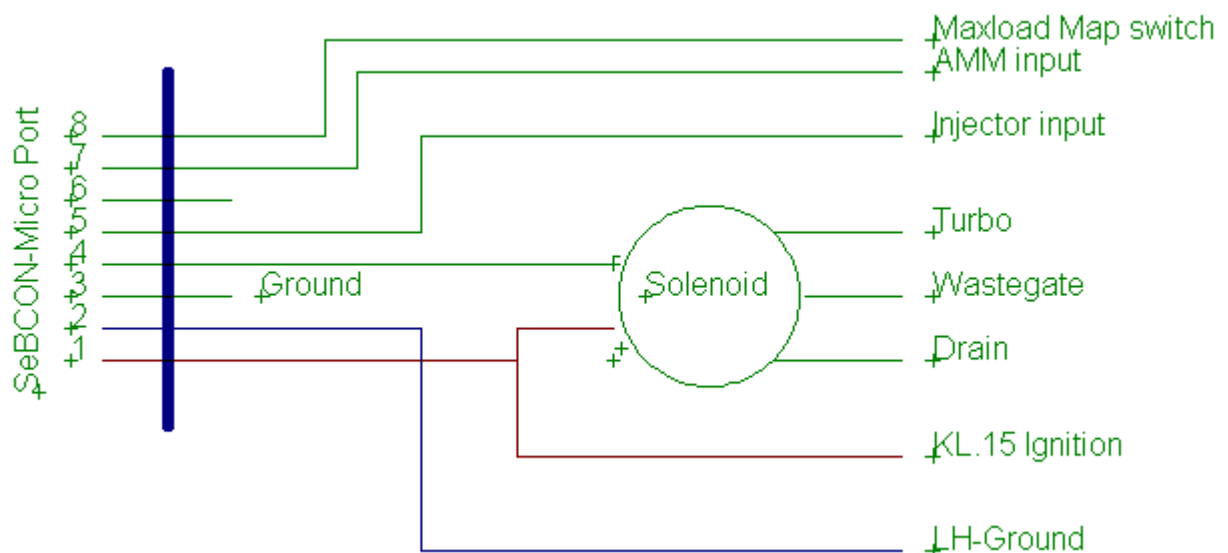 Maxload Map switch
AMM input
SeBCON-Micro Port
8
7
Injector input
6
5
Turbo
4
3
Ground
Solenoid
Wastegate
2
1
Drain
KL.15 Ignition
LH-Ground